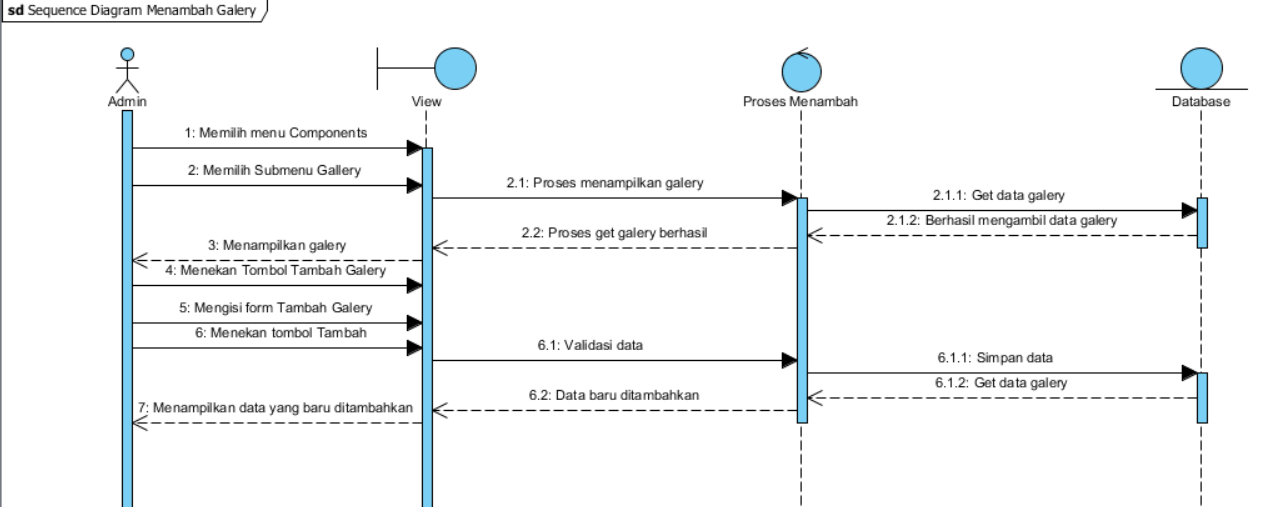 sd Sequence Diagram Menambah Galery
Admin
View
Proses Menambah
Database
1: Memilih menu Components
2: Memilih Submenu Gallery
2.1: Proses menampilkan galery
2.1.1: Get data galery
2.1.2: Berhasil mengambil data galery
2.2: Proses get galery berhasil
3: Menampilkan galery
4: Menekan Tombol Tambah Galery
5: Mengisi form Tambah Galery
6: Menekan tombol Tambah
6.1: Validasi data
6.1.1: Simpan data
6.1.2: Get data galery
6.2: Data baru ditambahkan
7: Menampilkan data yang baru ditambahkan